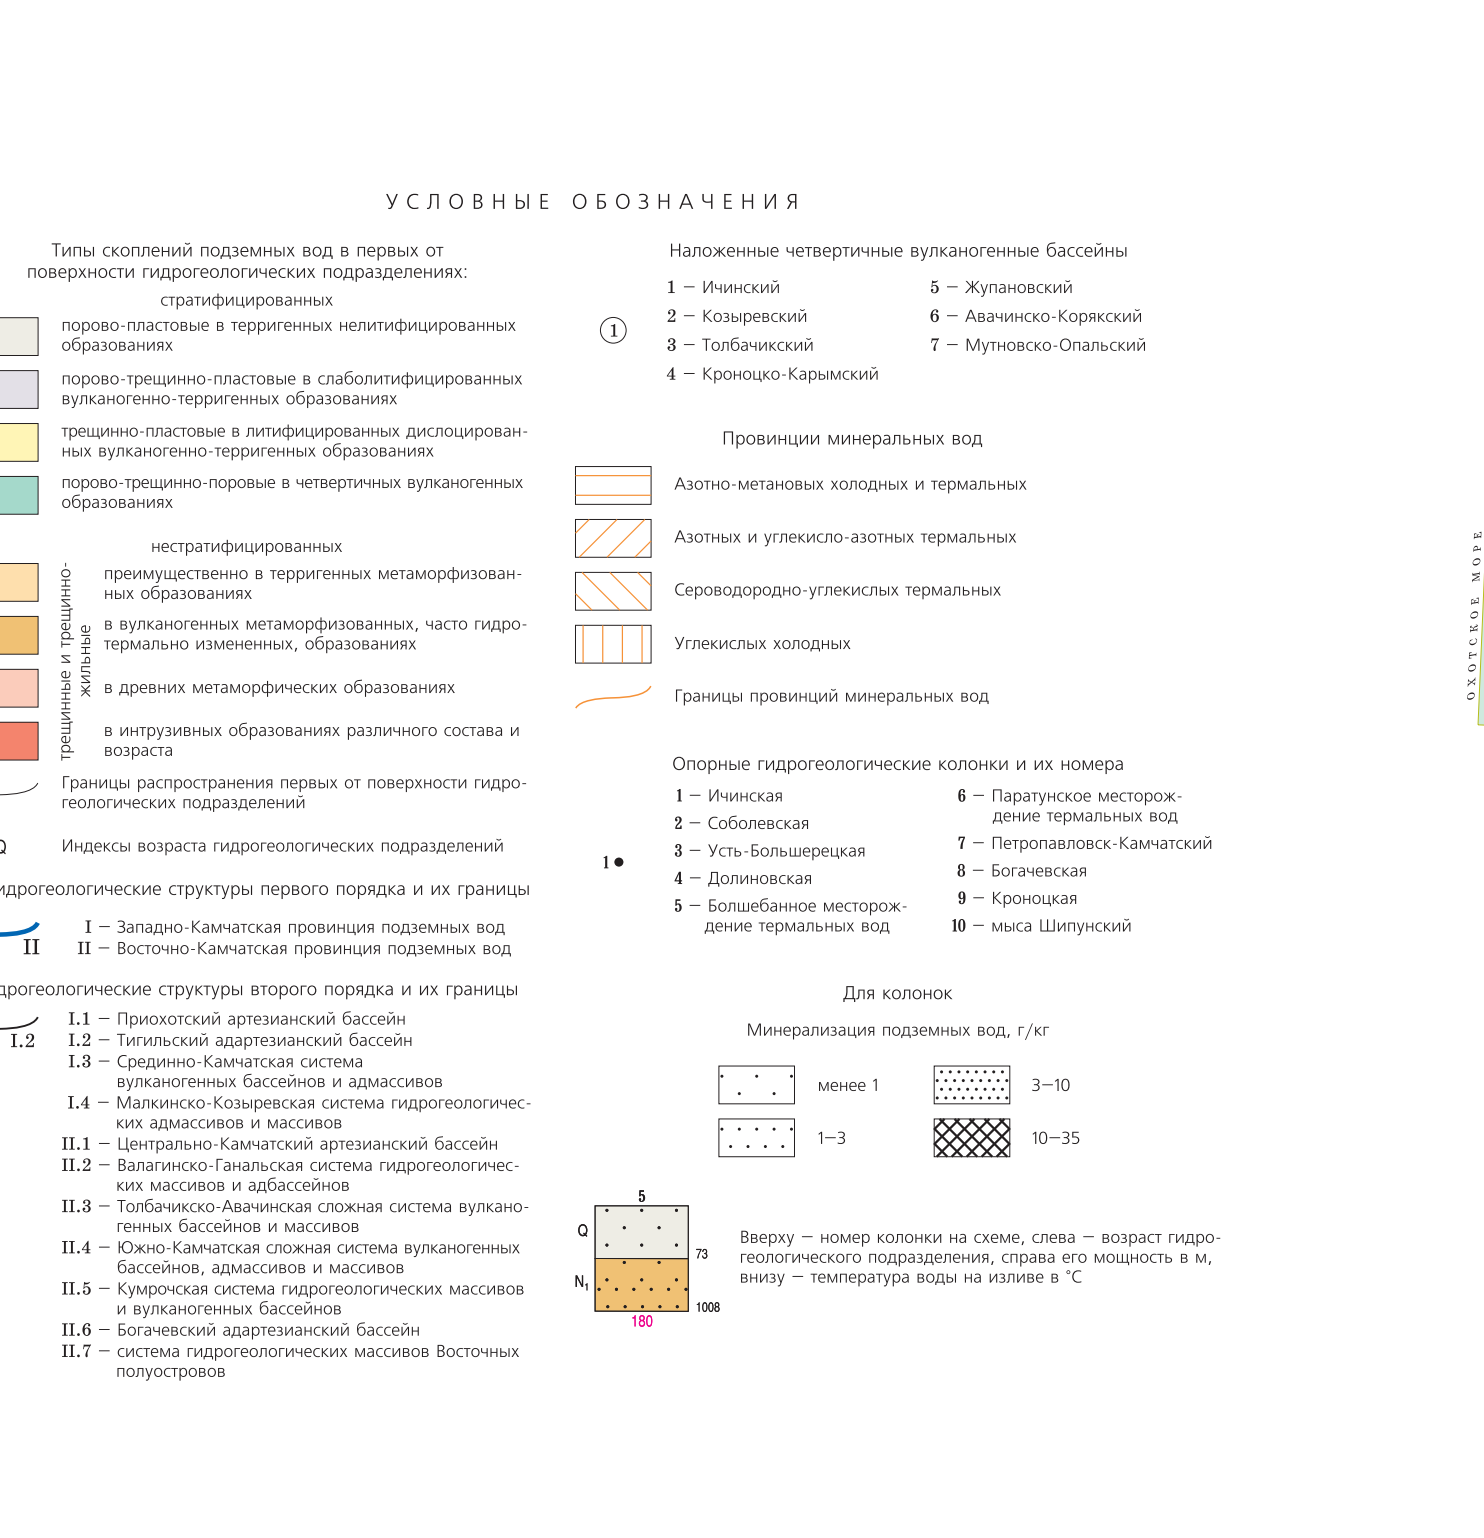 УСЛОВНЫЕ ОБОЗНАЧЕНИЯ
Типы скоплений подземных вод в первых от
поверхности гидрогеологических подразделениях:
стратифицированных
порово-пластовые в терригенных нелитифицированных
образованиях
порово-трещинно-пластовые в слаболитифицированных
вулканогенно-терригенных образованиях
трещинно-пластовые в литифицированных дислоцирован-
ных вулканогенно-терригенных образованиях
порово-трещинно-поровые в четвертичных вулканогенных
образованиях
нестратифицированных
трещинные и трещинно-
жильные
преимущественно в терригенных метаморфизован-
ных образованиях
в вулканогенных метаморфизованных, часто гидро-
термально измененных, образованиях
в древних метаморфических образованиях
в интрузивных образованиях различного состава и
возраста
Границы распространения первых от поверхности гидро-
геологических подразделений
Q Индексы возраста гидрогеологических подразделений
идрогеологические структуры первого порядка и их границы
I – Западно-Камчатская провинция подземных вод
II II – Восточно-Камчатская провинция подземных вод
дрогеологические структуры второго порядка и их границы
I.1 – Приохотский артезианский бассейн
I.2 I.2 – Тигильский адартезианский бассейн
I.3 – Срединно-Камчатская система
вулканогенных бассейнов и адмассивов
I.4 – Малкинско-Козыревская система гидрогеологичес-
ких адмассивов и массивов
II.1 – Центрально-Камчатский артезианский бассейн
II.2 – Валагинско-Ганальская система гидрогеологичес-
ких массивов и адбассейнов
II.3 – Толбачикско-Авачинская сложная система вулкано-
генных бассейнов и массивов
II.4 – Южно-Камчатская сложная система вулканогенных
бассейнов, адмассивов и массивов
II.5 – Кумрочская система гидрогеологических массивов
и вулканогенных бассейнов
II.6 – Богачевский адартезианский бассейн
II.7 – система гидрогеологических массивов Восточных
полуостровов
Наложенные четвертичные вулканогенные бассейны
1
1 – Ичинский
2 – Козыревский
3 – Толбачикский
4 – Кроноцко-Карымский
5 – Жупановский
6 – Авачинско-Корякский
7 – Мутновско-Опальский
Провинции минеральных вод
Азотно-метановых холодных и термальных
Азотных и углекисло-азотных термальных
Сероводородно-углекислых термальных
Углекислых холодных
Границы провинций минеральных вод
Опорные гидрогеологические колонки и их номера
1
1 – Ичинская
2 – Соболевская
3 – Усть-Большерецкая
4 – Долиновская
5 – Болшебанное месторож-
дение термальных вод
6 – Паратунское месторож-
дение термальных вод
7 – Петропавловск-Камчатский
8 – Богачевская
9 – Кроноцкая
10 – мыса Шипунский
Для колонок
Минерализация подземных вод, г/кг
менее 1
3–10
1–3
10–35
5
Q
73
N₁
1008
180
Вверху – номер колонки на схеме, слева – возраст гидро-
геологического подразделения, справа его мощность в м,
внизу – температура воды на изливе в °С
ОХОТСКОЕ МОРЕ